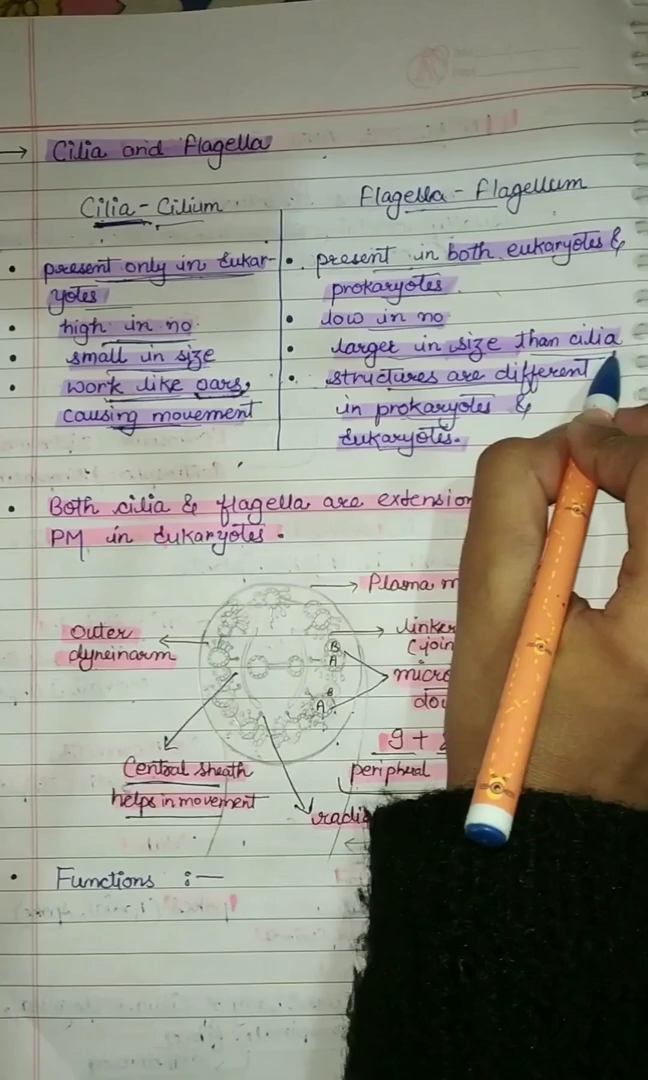 → Cilia and flagella
Cilia - Cilium
present only in Eukar-
yotes
high in no.
small in size
work like oars,
causing movement
flagella - flagellum
present in both eukaryotes &
prokaryotes
low in no
larger in size than cilia
structures are different
in prokaryotes &
Eukaryotes.
Both cilia & flagella are extension
PM in Eukaryotes.
→ Plasma m
Outer
dyneinarm
linker
B
A
B
A
micro
dou
9 +
peripheral
Central sheath
helps in movement
radi
Functions :—